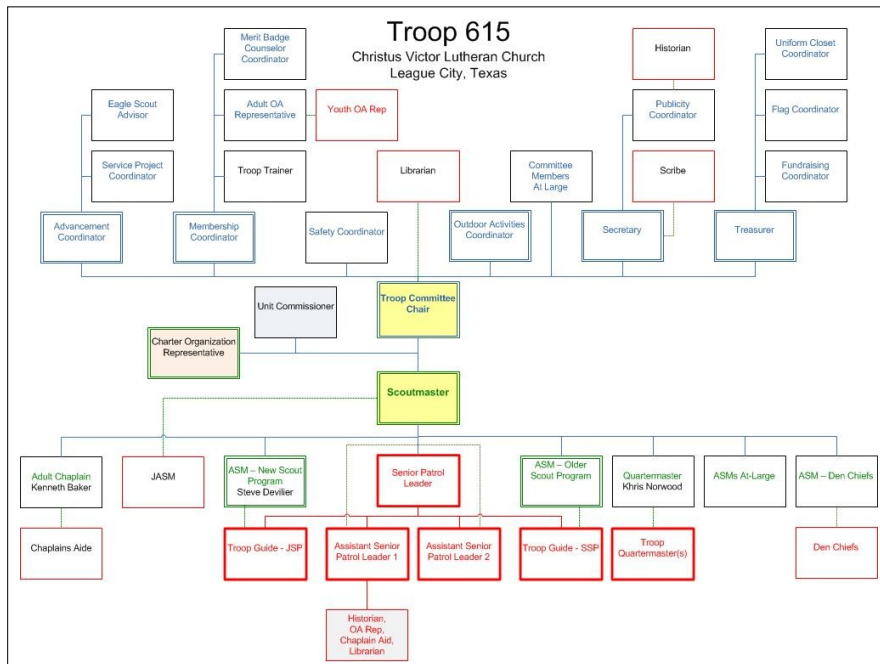 Troop 615
Christus Victor Lutheran Church
League City, Texas
Merit Badge
Counselor
Coordinator
Historian
Uniform Closet
Coordinator
Eagle Scout
Advisor
Adult OA
Representative
Youth OA Rep
Publicity
Coordinator
Flag Coordinator
Service Project
Coordinator
Troop Trainer
Librarian
Committee
Members
At Large
Scribe
Fundraising
Coordinator
Advancement
Coordinator
Membership
Coordinator
Safety Coordinator
Outdoor Activities
Coordinator
Secretary
Treasurer
Unit Commissioner
Troop Committee
Chair
Charter Organization
Representative
Scoutmaster
Adult Chaplain
Kenneth Baker
JASM
ASM – New Scout
Program
Steve Devilier
Senior Patrol
Leader
ASM – Older
Scout Program
Quartermaster
Khris Norwood
ASMs At-Large
ASM – Den Chiefs
Chaplains Aide
Troop Guide - JSP
Assistant Senior
Patrol Leader 1
Assistant Senior
Patrol Leader 2
Troop Guide - SSP
Troop
Quartermaster(s)
Den Chiefs
Historian,
OA Rep,
Chaplain Aid,
Librarian